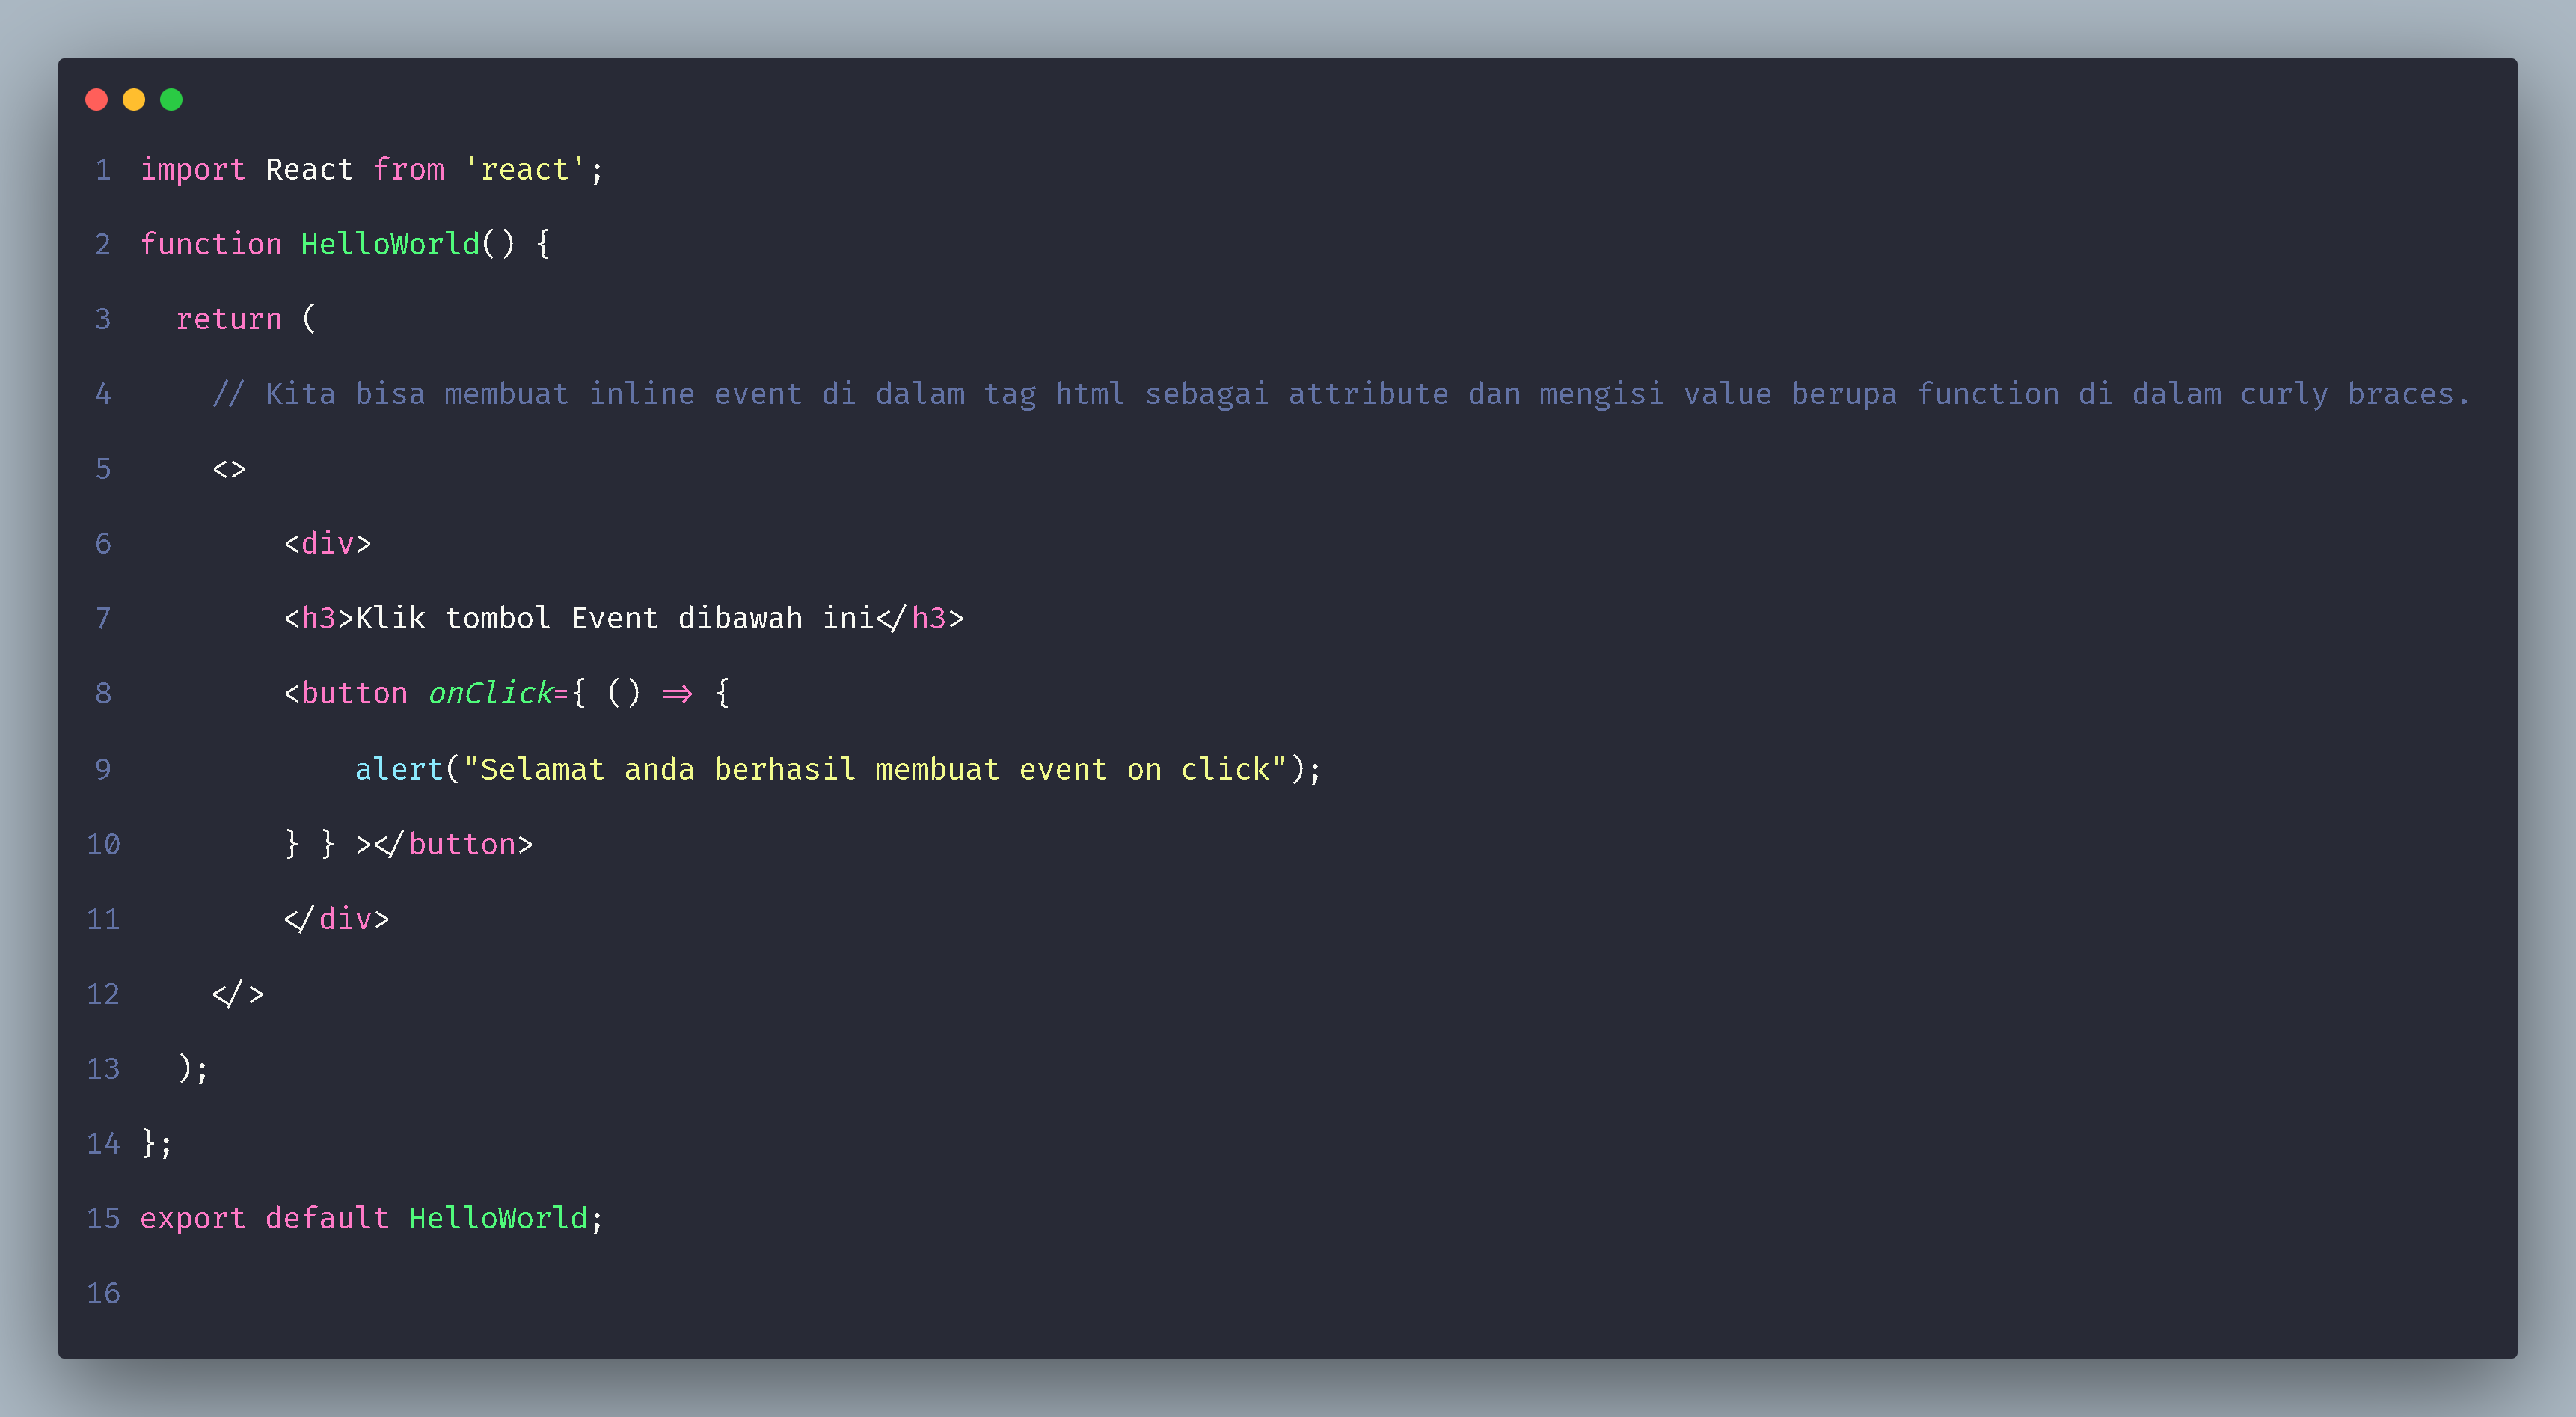 1 import React from 'react';
2 function HelloWorld() {
3   return (
4     // Kita bisa membuat inline event di dalam tag html sebagai attribute dan mengisi value berupa function di dalam curly braces.
5     <>
6         <div>
7         <h3>Klik tombol Event dibawah ini</h3>
8         <button onClick={ () => {
9             alert("Selamat anda berhasil membuat event on click");
10         } } ></button>
11         </div>
12     </>
13   );
14 };
15 export default HelloWorld;
16